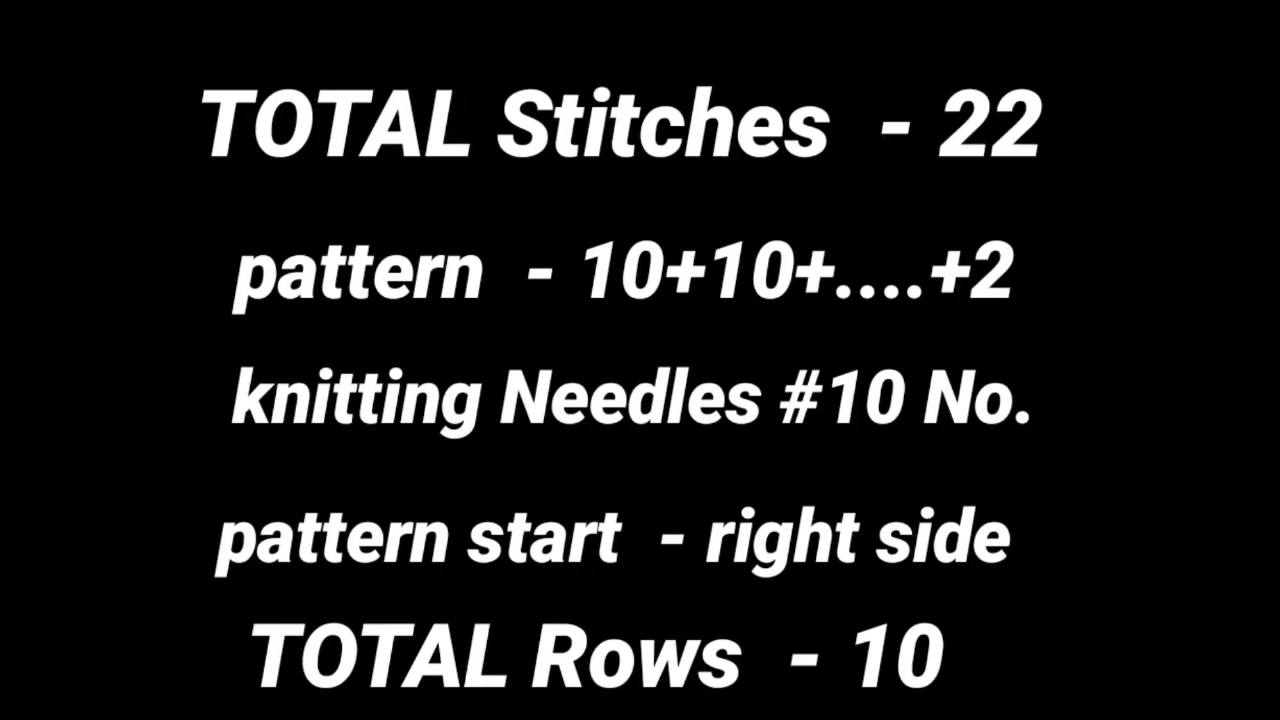 TOTAL Stitches - 22
pattern - 10+10+....+2
knitting Needles #10 No.
pattern start - right side
TOTAL Rows - 10